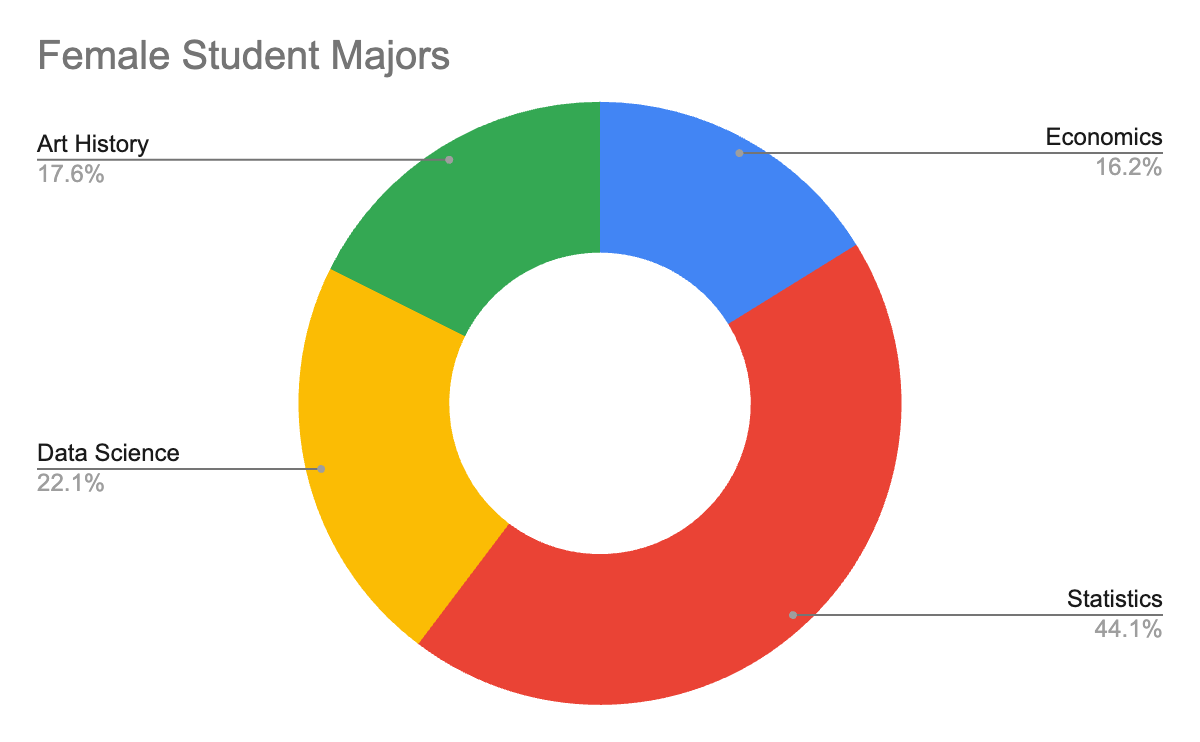 Female Student Majors
Art History
17.6%
Economics
16.2%
Data Science
22.1%
Statistics
44.1%